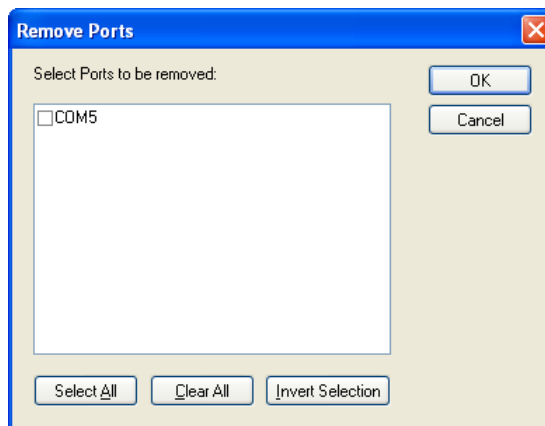 Remove Ports
Select Ports to be removed:
OK
COM5
Cancel
Select All
Clear All
Invert Selection